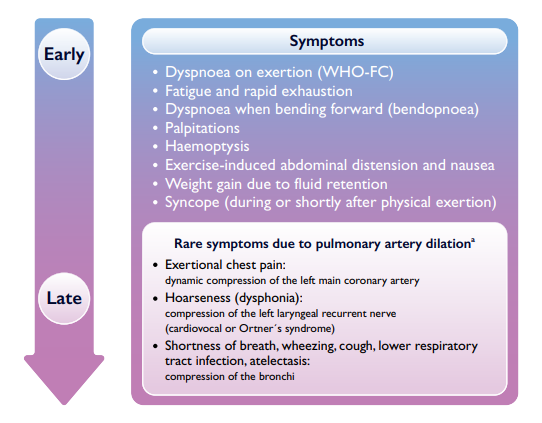 Early
Symptoms
• Dyspnoea on exertion (WHO-FC)
• Fatigue and rapid exhaustion
• Dyspnoea when bending forward (bendopnoea)
• Palpitations
• Haemoptysis
• Exercise-induced abdominal distension and nausea
• Weight gain due to fluid retention
• Syncope (during or shortly after physical exertion)
Rare symptoms due to pulmonary artery dilationᵃ
• Exertional chest pain:
dynamic compression of the left main coronary artery
Late
• Hoarseness (dysphonia):
compression of the left laryngeal recurrent nerve
(cardiovocal or Ortner´s syndrome)
• Shortness of breath, wheezing, cough, lower respiratory
tract infection, atelectasis:
compression of the bronchi